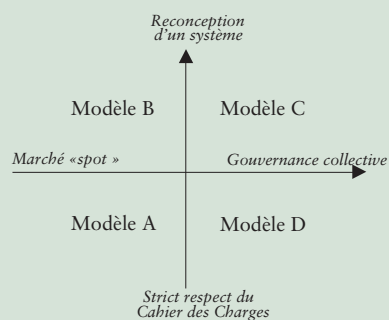 Reconception
d'un système
Modèle B
Modèle C
Marché «spot »
Gouvernance collective
Modèle A
Modèle D
Strict respect du
Cahier des Charges